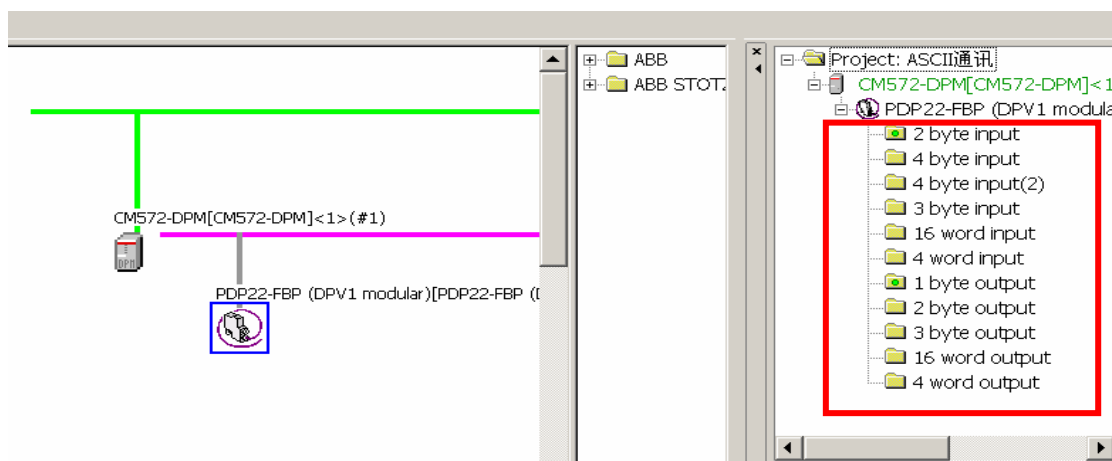 CM572-DPM[CM572-DPM]<1>(#1)
DPM
PDP22-FBP (DPV1 modular)[PDP22-FBP (
ABB
ABB STOTZ
Project: ASCII通讯
CM572-DPM[CM572-DPM]<1
PDP22-FBP (DPV1 modula
2 byte input
4 byte input
4 byte input(2)
3 byte input
16 word input
4 word input
1 byte output
2 byte output
3 byte output
16 word output
4 word output